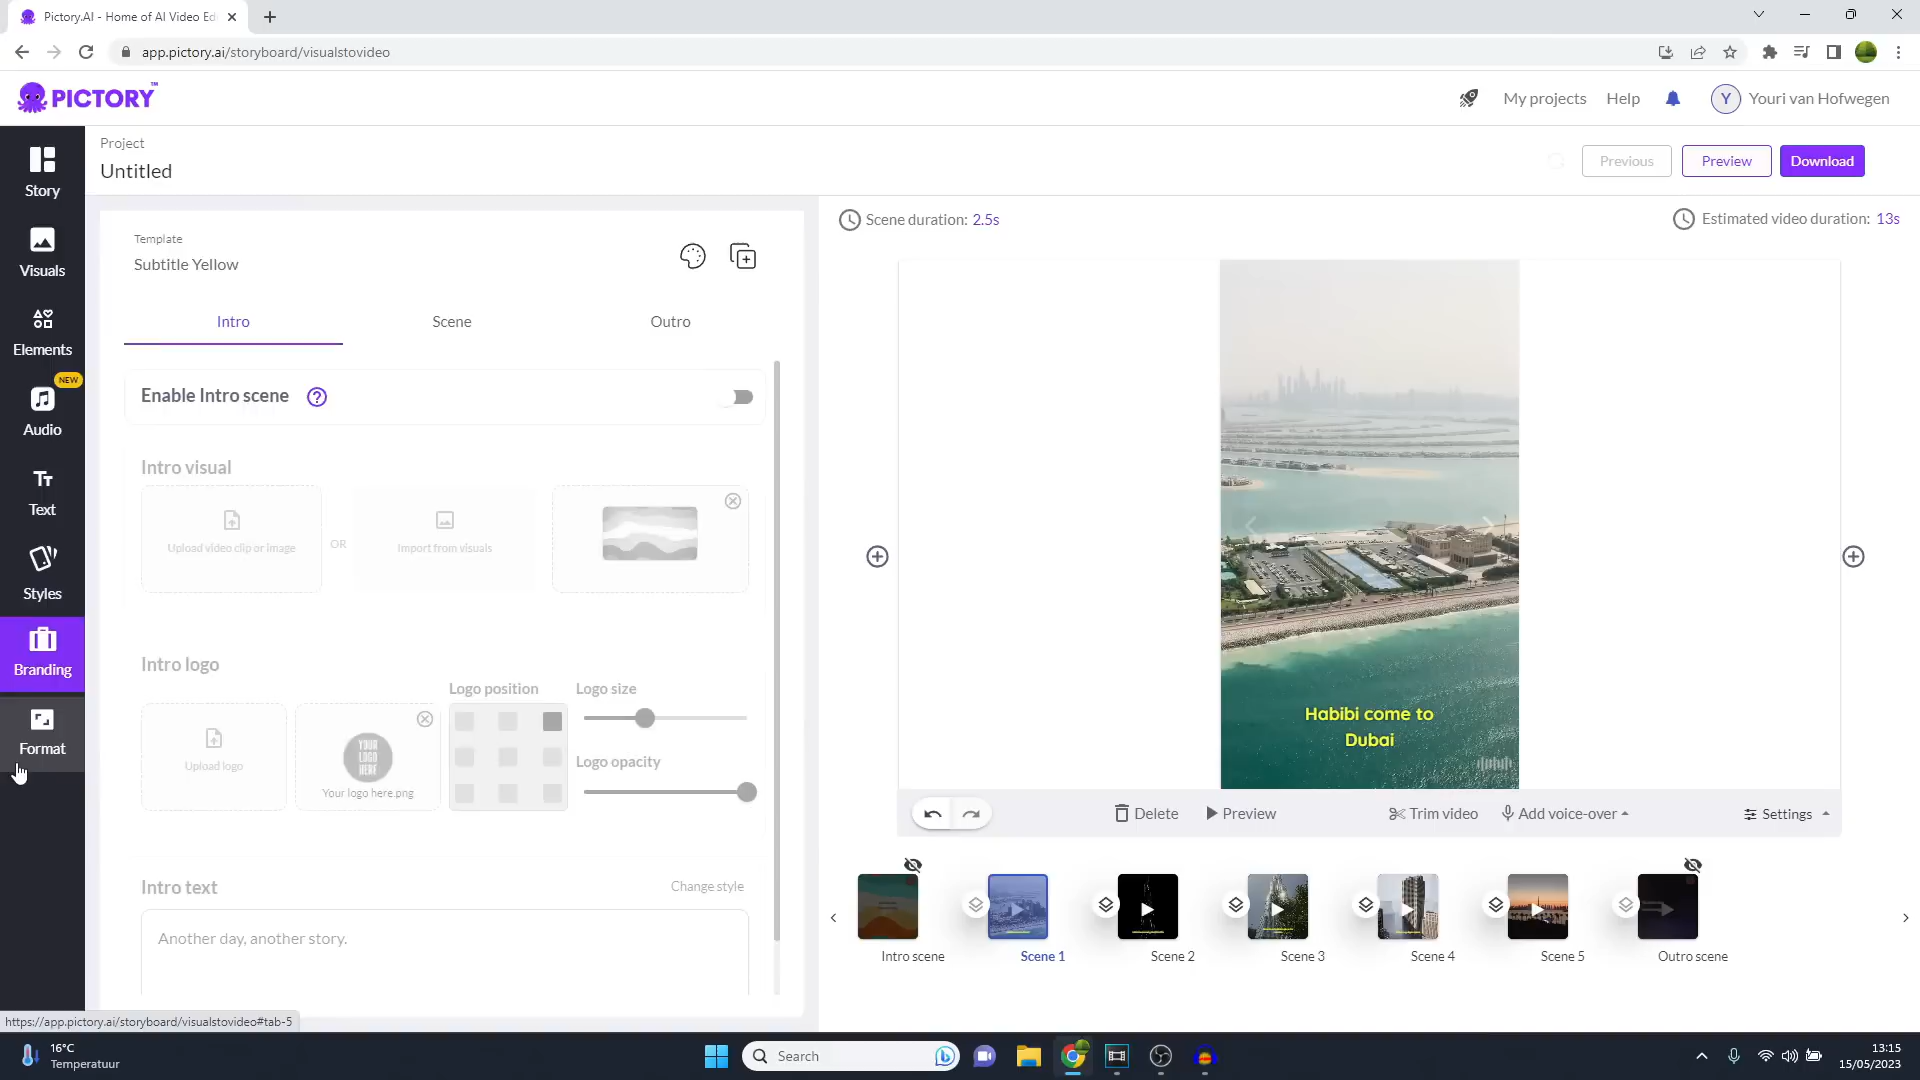 Pictory.AI - Home of AI Video Ed
app.pictory.ai/storyboard/visualstovideo
PICTORY™
My projects
Help
Y
Youri van Hofwegen
Project
Untitled
Previous
Preview
Download
Story
Visuals
Elements
NEW
Audio
Text
Styles
Branding
Format
Template
Subtitle Yellow
Intro
Scene
Outro
Enable Intro scene
Intro visual
Upload video clip or image
OR
Import from visuals
Intro logo
Logo position
Logo size
Upload logo
YOUR
LOGO
HERE
Your logo here.png
Logo opacity
Intro text
Change style
Another day, another story.
Scene duration: 2.5s
Estimated video duration: 13s
Habibi come to
Dubai
Delete
Preview
Trim video
Add voice-over
Settings
Intro scene
Scene 1
Scene 2
Scene 3
Scene 4
Scene 5
Outro scene
https://app.pictory.ai/storyboard/visualstovideo#tab-5
16°C
Temperatuur
Search
13:15
15/05/2023